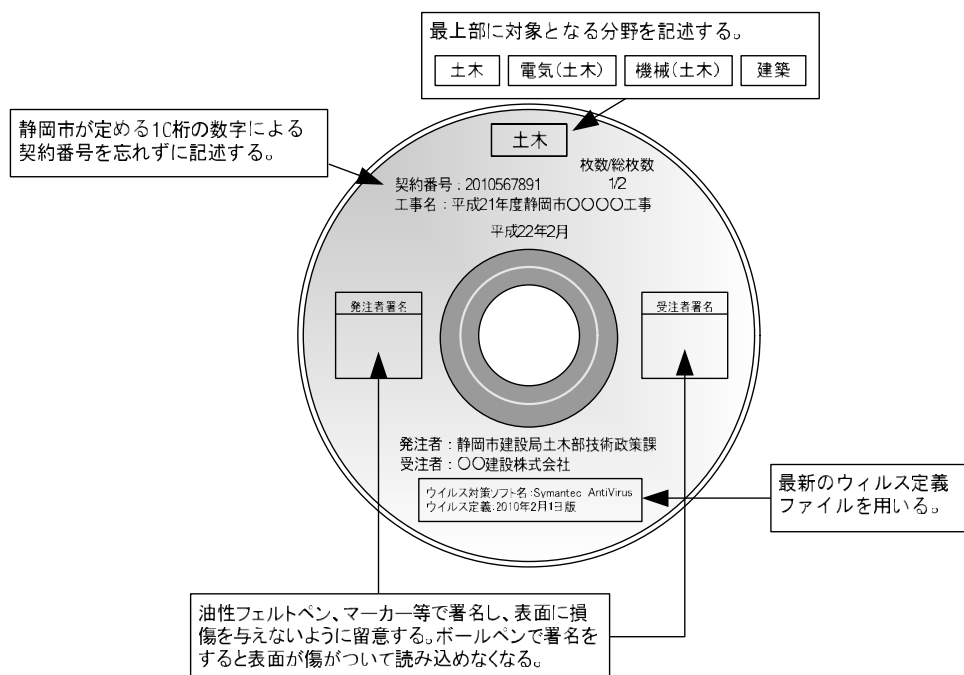 最上部に対象となる分野を記述する。
土木 電気(土木) 機械(土木) 建築
静岡市が定める10桁の数字による
契約番号を忘れずに記述する。
土木
枚数/総枚数
1/2
契約番号：2010567891
工事名：平成21年度静岡市〇〇〇〇工事
平成22年2月
発注者署名
受注者署名
発注者：静岡市建設局土木部技術政策課
受注者：〇〇建設株式会社
ウイルス対策ソフト名：Symantec AntiVirus
ウイルス定義：2010年2月1日版
最新のウィルス定義
ファイルを用いる。
油性フェルトペン、マーカー等で署名し、表面に損
傷を与えないように留意する。ボールペンで署名を
すると表面が傷がついて読み込めなくなる。